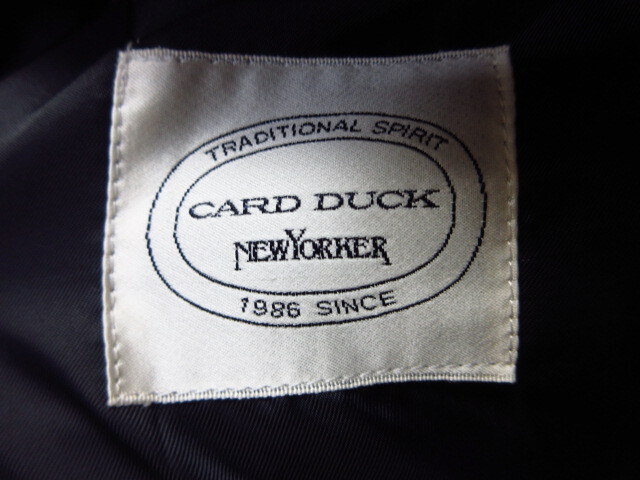 TRADITIONAL SPIRIT
CARD DUCK
NEWYORKER
1986 SINCE